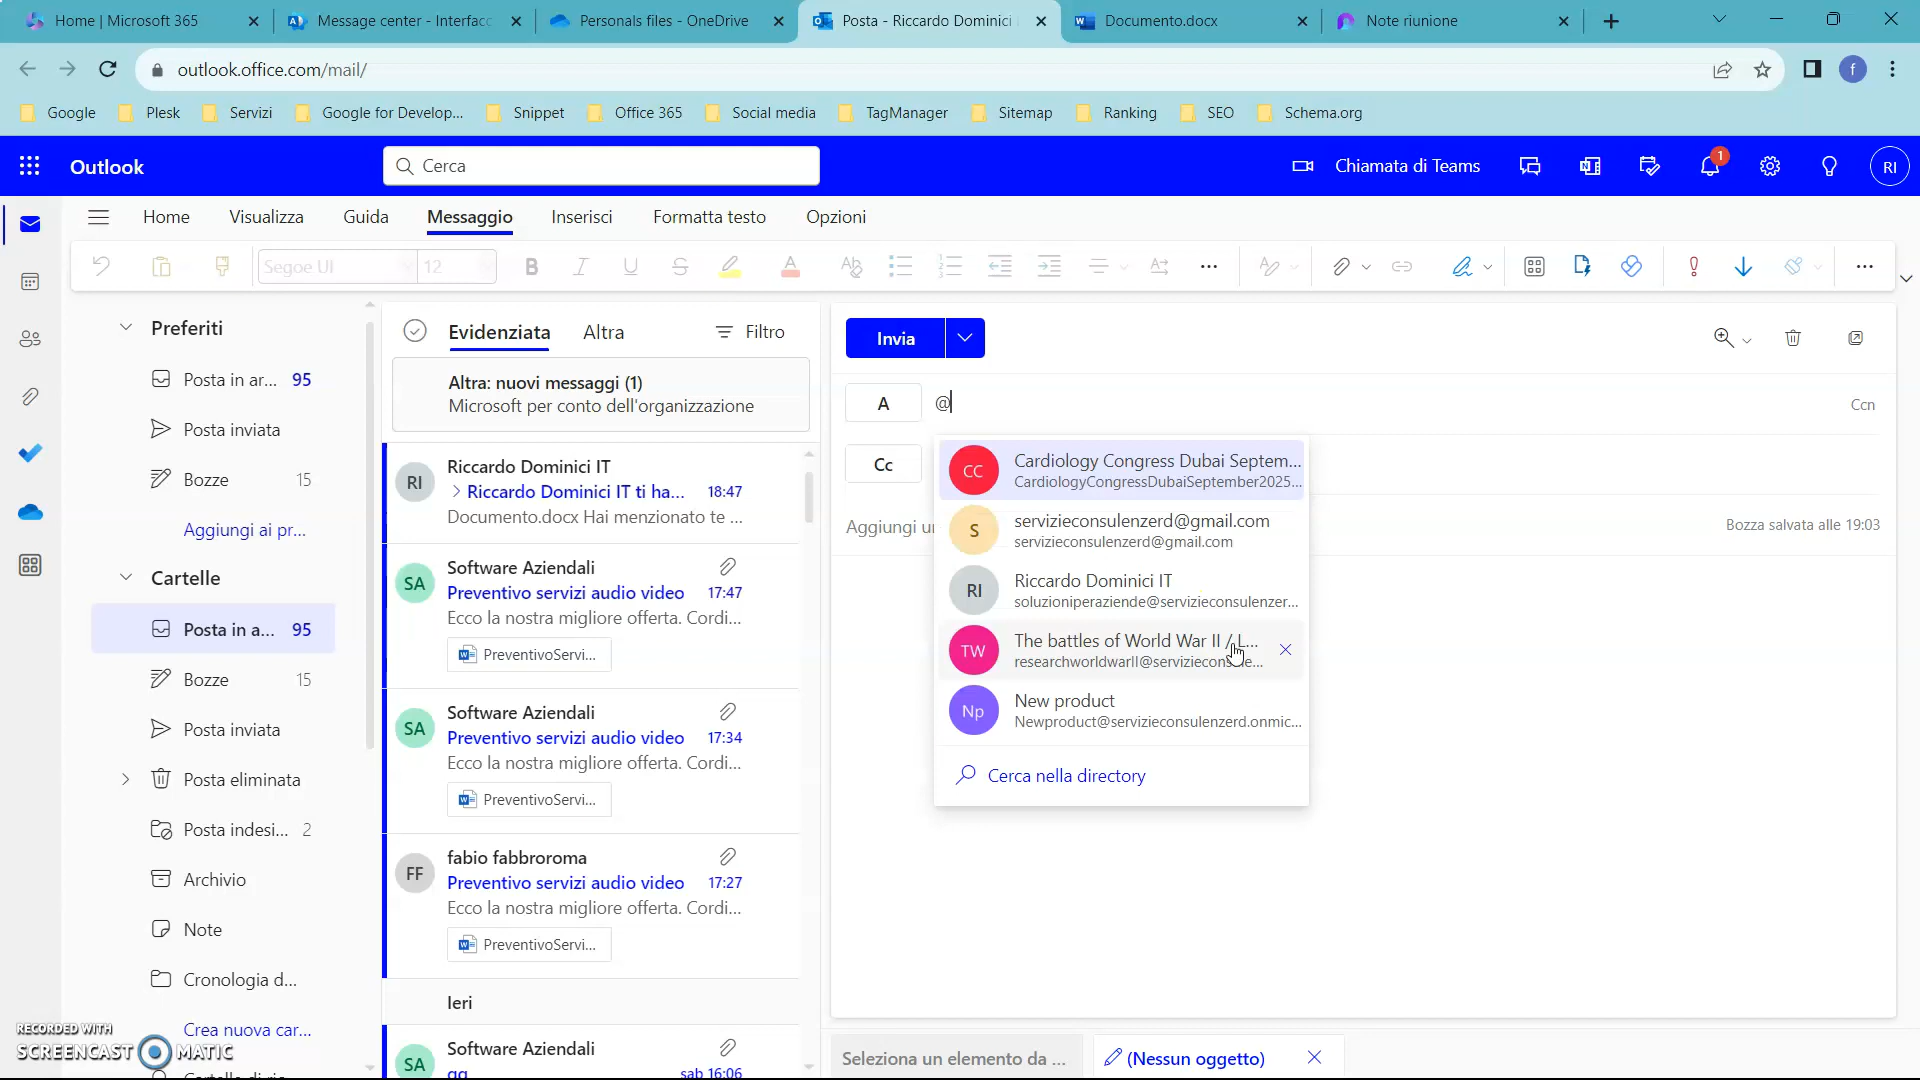 Home | Microsoft 365
Message center - Interfacc
Personals files - OneDrive
Posta - Riccardo Dominici
Documento.docx
Note riunione
outlook.office.com/mail/
f
Google
Plesk
Servizi
Google for Develop...
Snippet
Office 365
Social media
TagManager
Sitemap
Ranking
SEO
Schema.org
Outlook
Cerca
Chiamata di Teams
1
RI
Home
Visualizza
Guida
Messaggio
Inserisci
Formatta testo
Opzioni
Segoe UI
12
Preferiti
Posta in ar... 95
Posta inviata
Bozze 15
Aggiungi ai pr...
Cartelle
Posta in a... 95
Bozze 15
Posta inviata
Posta eliminata
Posta indesi... 2
Archivio
Note
Cronologia d...
Crea nuova car...
RECORDED WITH
SCREENCAST MATIC
Evidenziata
Altra
Filtro
Altra: nuovi messaggi (1)
Microsoft per conto dell'organizzazione
RI
Riccardo Dominici IT
Riccardo Dominici IT ti ha... 18:47
Documento.docx Hai menzionato te ...
SA
Software Aziendali
Preventivo servizi audio video 17:47
Ecco la nostra migliore offerta. Cordi...
PreventivoServi...
SA
Software Aziendali
Preventivo servizi audio video 17:34
Ecco la nostra migliore offerta. Cordi...
PreventivoServi...
FF
fabio fabbroroma
Preventivo servizi audio video 17:27
Ecco la nostra migliore offerta. Cordi...
PreventivoServi...
Ieri
SA
Software Aziendali
qq sab 16:06
Invia
A
@
Ccn
Cc
Aggiungi u
Bozza salvata alle 19:03
CC
Cardiology Congress Dubai Septem...
CardiologyCongressDubaiSeptember2025...
S
servizieconsulenzerd@gmail.com
servizieconsulenzerd@gmail.com
RI
Riccardo Dominici IT
soluzioniperaziende@servizieconsulenzer...
TW
The battles of World War II / L...
Np
New product
Newproduct@servizieconsulenzerd.onmic...
Cerca nella directory
Seleziona un elemento da ...
(Nessun oggetto)